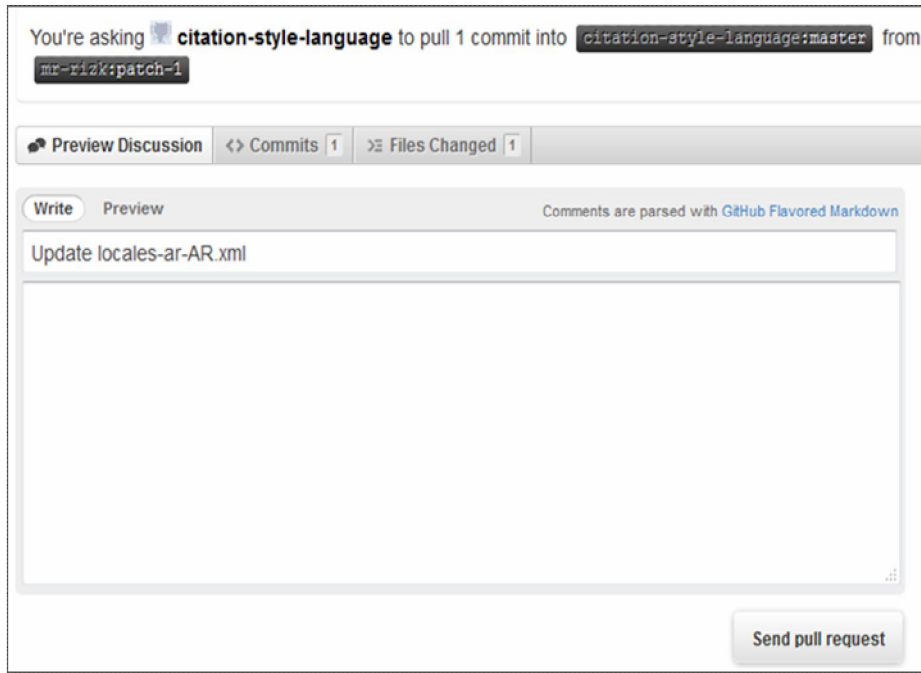 You're asking citation-style-language to pull 1 commit into citation-style-language:master from
mr-rizk:patch-1
Preview Discussion <> Commits 1 Files Changed 1
Write Preview Comments are parsed with GitHub Flavored Markdown
Update locales-ar-AR.xml
Send pull request